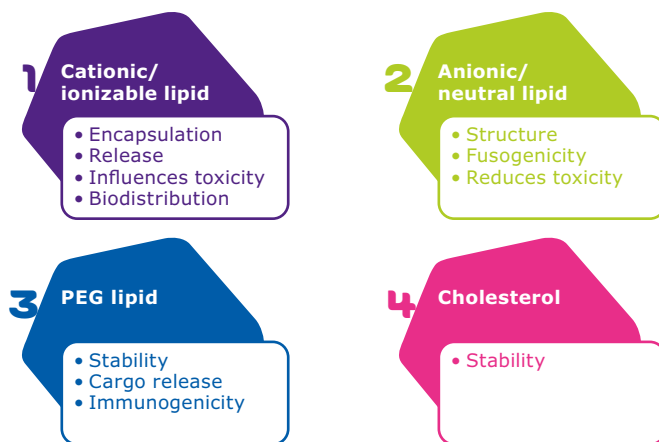 1
Cationic/
ionizable lipid
• Encapsulation
• Release
• Influences toxicity
• Biodistribution
2
Anionic/
neutral lipid
• Structure
• Fusogenicity
• Reduces toxicity
3
PEG lipid
• Stability
• Cargo release
• Immunogenicity
4
Cholesterol
• Stability